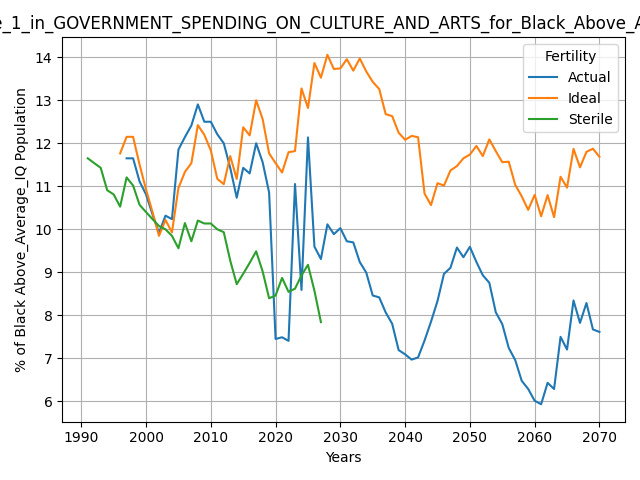 _1_in_GOVERNMENT_SPENDING_ON_CULTURE_AND_ARTS_for_Black_Above_A
Fertility
Actual
Ideal
Sterile
% of Black Above_Average_IQ Population
14
13
12
11
10
9
8
7
6
1990 2000 2010 2020 2030 2040 2050 2060 2070
Years